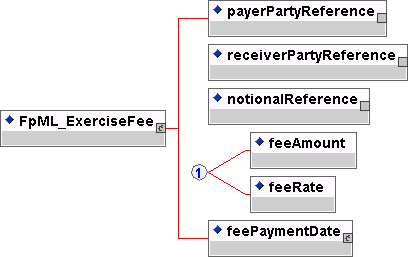 payerPartyReference
receiverPartyReference
notionalReference
FpML_ExerciseFee
feeAmount
1
feeRate
feePaymentDate